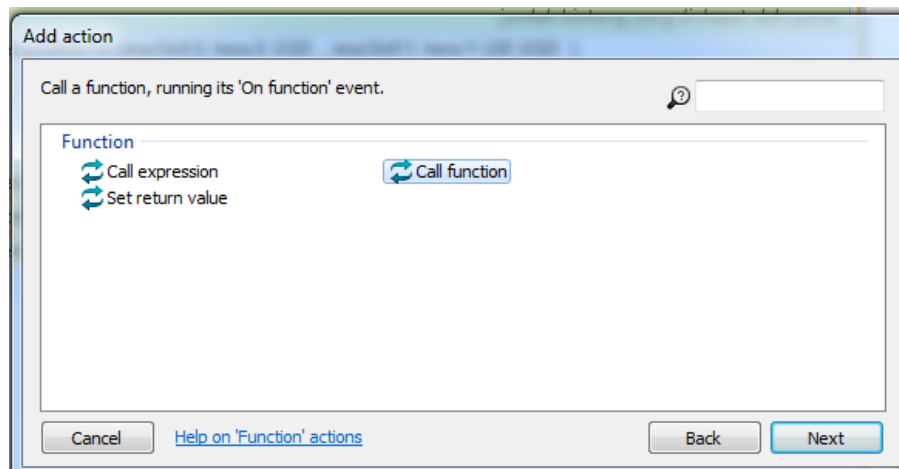 Add action
Call a function, running its 'On function' event.
Function
Call expression
Call function
Set return value
Cancel
Help on 'Function' actions
Back
Next